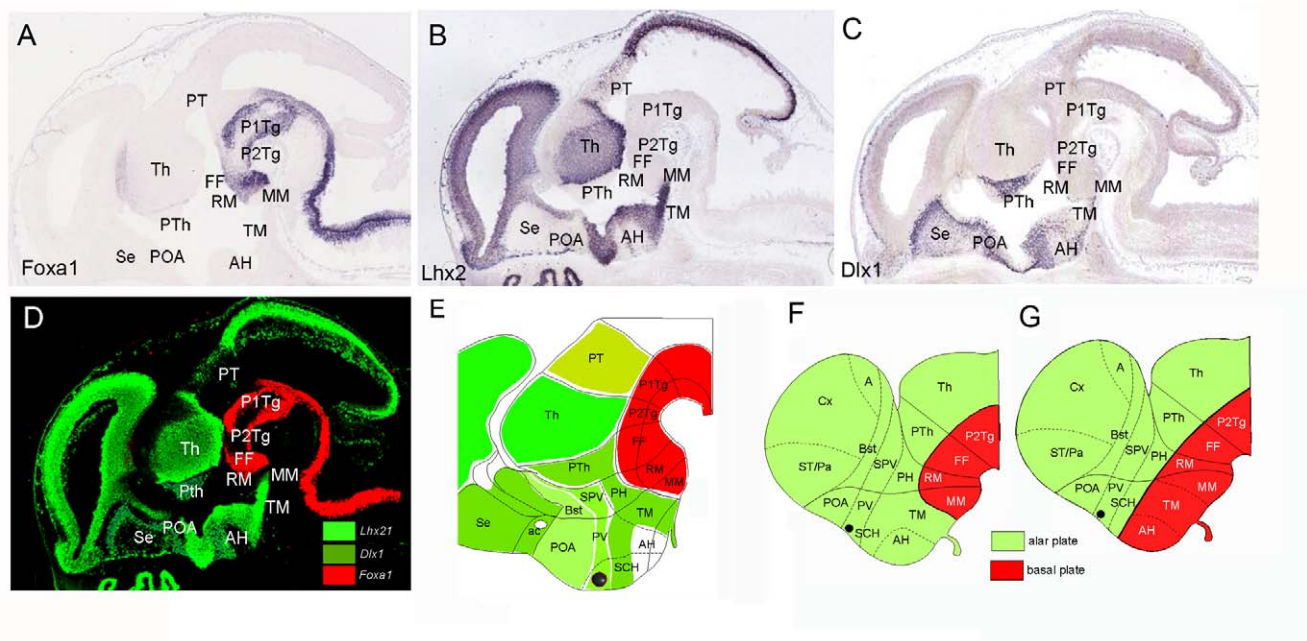 A
PT
P1Tg
P2Tg
Th
FF
MM
RM
PTh
TM
Se POA
AH
Foxa1
B
PT
P1Tg
Th
P2Tg
FF
MM
RM
PTh
TM
Se
POA
AH
Lhx2
C
PT
P1Tg
Th
P2Tg
FF
RM
MM
PTh
TM
Se
POA
AH
Dlx1
D
PT
P1Tg
Th
P2Tg
FF
RM
MM
Pth
TM
POA
Se
AH
Lhx21
Dlx1
Foxa1
E
PT
P1Tg
Th
P2Tg
FF
PTh
RM
MM
SPV
PH
Bst
TM
Se
ac
PV
POA
AH
SCH
F
A
Cx
Th
PTh
P2Tg
Bst
FF
ST/Pa
SPV
PH
RM
MM
POA
PV
TM
SCH
AH
alar plate
basal plate
G
A
Cx
Th
PTh
P2Tg
Bst
FF
ST/Pa
SPV
PH
RM
MM
POA
PV
SCH
TM
AH